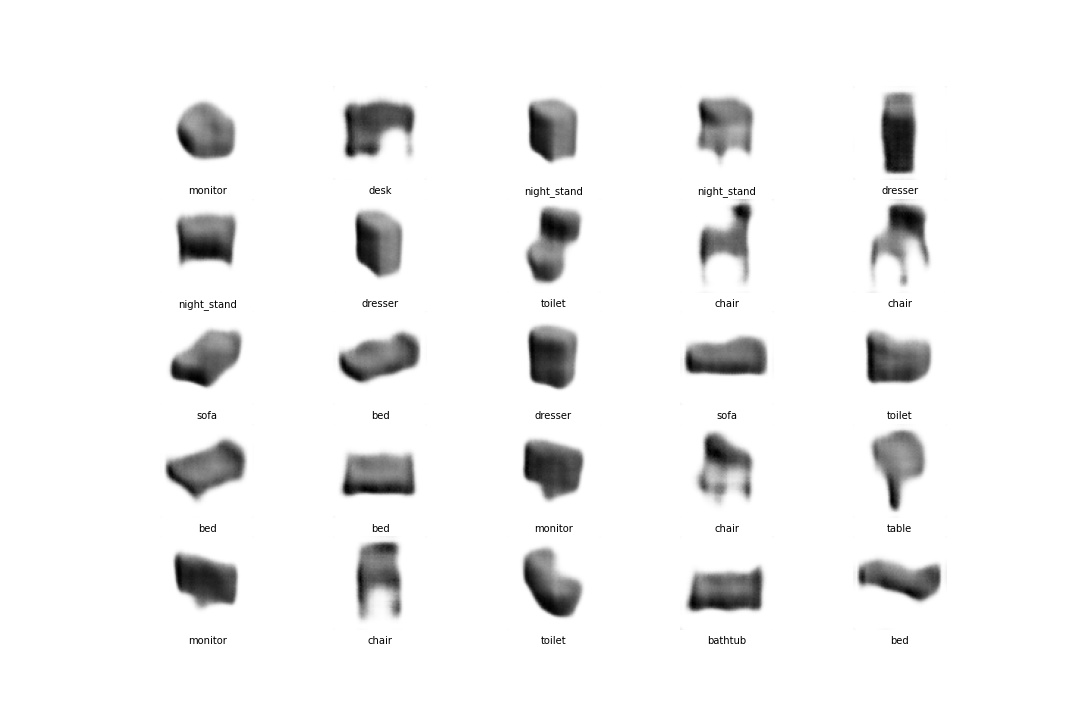 monitor desk night_stand night_stand dresser
night_stand dresser toilet chair chair
sofa bed dresser sofa toilet
bed bed monitor chair table
monitor chair toilet bathtub bed